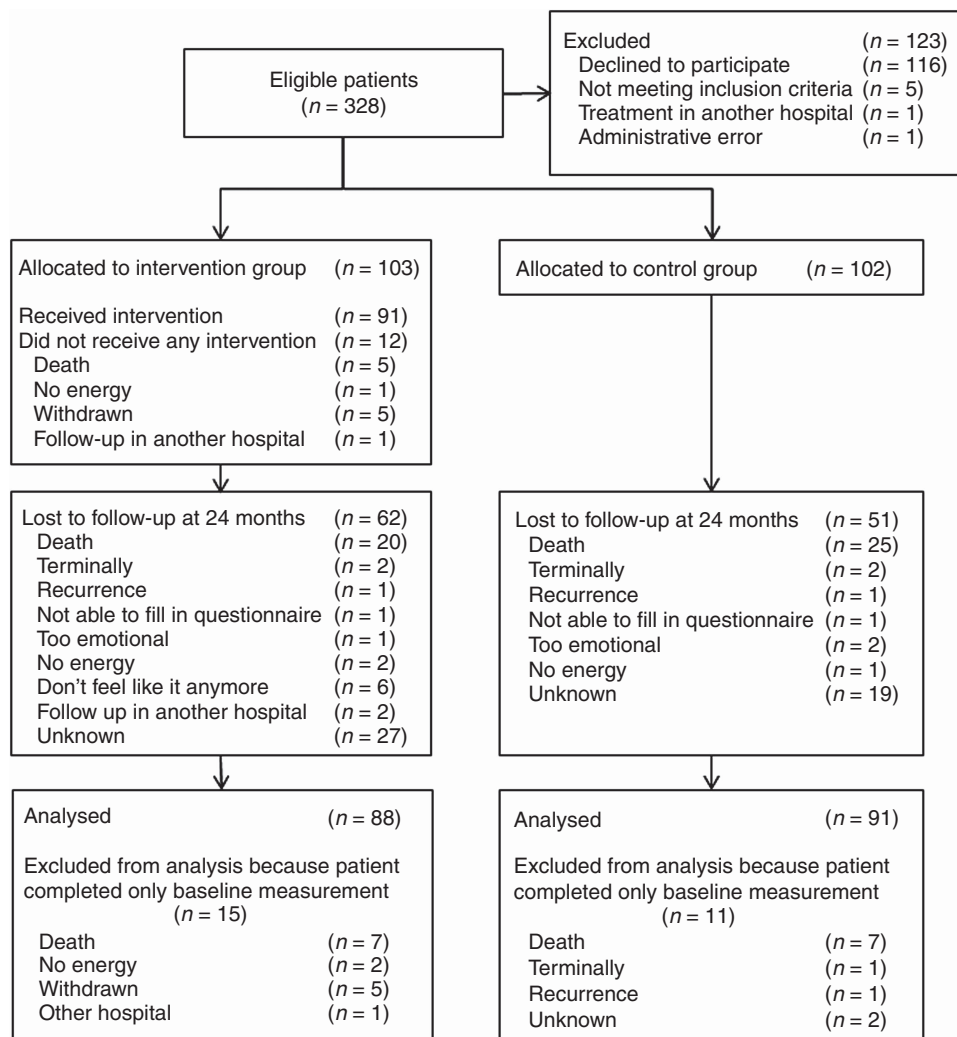 Eligible patients
(n = 328)
Excluded (n = 123)
Declined to participate (n = 116)
Not meeting inclusion criteria (n = 5)
Treatment in another hospital (n = 1)
Administrative error (n = 1)
Allocated to intervention group (n = 103)
Received intervention (n = 91)
Did not receive any intervention (n = 12)
Death (n = 5)
No energy (n = 1)
Withdrawn (n = 5)
Follow-up in another hospital (n = 1)
Allocated to control group (n = 102)
Lost to follow-up at 24 months (n = 62)
Death (n = 20)
Terminally (n = 2)
Recurrence (n = 1)
Not able to fill in questionnaire (n = 1)
Too emotional (n = 1)
No energy (n = 2)
Don't feel like it anymore (n = 6)
Follow up in another hospital (n = 2)
Unknown (n = 27)
Lost to follow-up at 24 months (n = 51)
Death (n = 25)
Terminally (n = 2)
Recurrence (n = 1)
Not able to fill in questionnaire (n = 1)
Too emotional (n = 2)
No energy (n = 1)
Unknown (n = 19)
Analysed (n = 88)
Excluded from analysis because patient
completed only baseline measurement
(n = 15)
Death (n = 7)
No energy (n = 2)
Withdrawn (n = 5)
Other hospital (n = 1)
Analysed (n = 91)
Excluded from analysis because patient
completed only baseline measurement
(n = 11)
Death (n = 7)
Terminally (n = 1)
Recurrence (n = 1)
Unknown (n = 2)